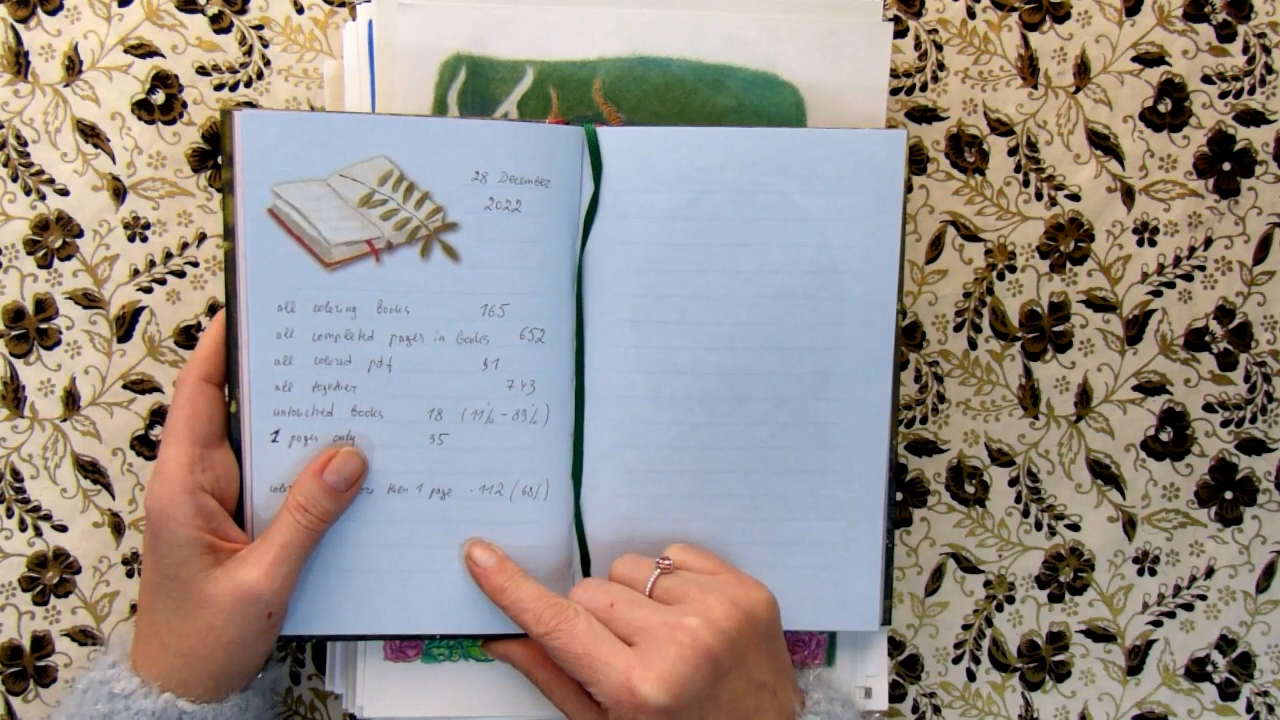 28 December
2022
all coloring Books 165
all completed pages in Books 652
all colored pdf 91
all together 743
untouched Books 18 (11% - 89%)
1 pages only 35
then 1 page 112 (68%)